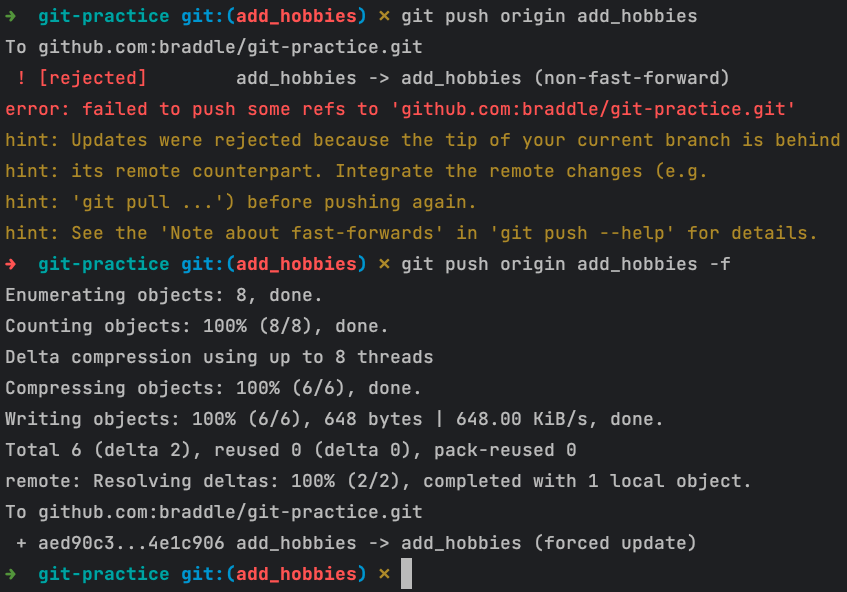 →  git-practice git:(add_hobbies) ✗ git push origin add_hobbies
To github.com:braddle/git-practice.git
 ! [rejected]        add_hobbies -> add_hobbies (non-fast-forward)
error: failed to push some refs to 'github.com:braddle/git-practice.git'
hint: Updates were rejected because the tip of your current branch is behind
hint: its remote counterpart. Integrate the remote changes (e.g.
hint: 'git pull ...') before pushing again.
hint: See the 'Note about fast-forwards' in 'git push --help' for details.
→  git-practice git:(add_hobbies) ✗ git push origin add_hobbies -f
Enumerating objects: 8, done.
Counting objects: 100% (8/8), done.
Delta compression using up to 8 threads
Compressing objects: 100% (6/6), done.
Writing objects: 100% (6/6), 648 bytes | 648.00 KiB/s, done.
Total 6 (delta 2), reused 0 (delta 0), pack-reused 0
remote: Resolving deltas: 100% (2/2), completed with 1 local object.
To github.com:braddle/git-practice.git
 + aed90c3...4e1c906 add_hobbies -> add_hobbies (forced update)
→  git-practice git:(add_hobbies) ✗